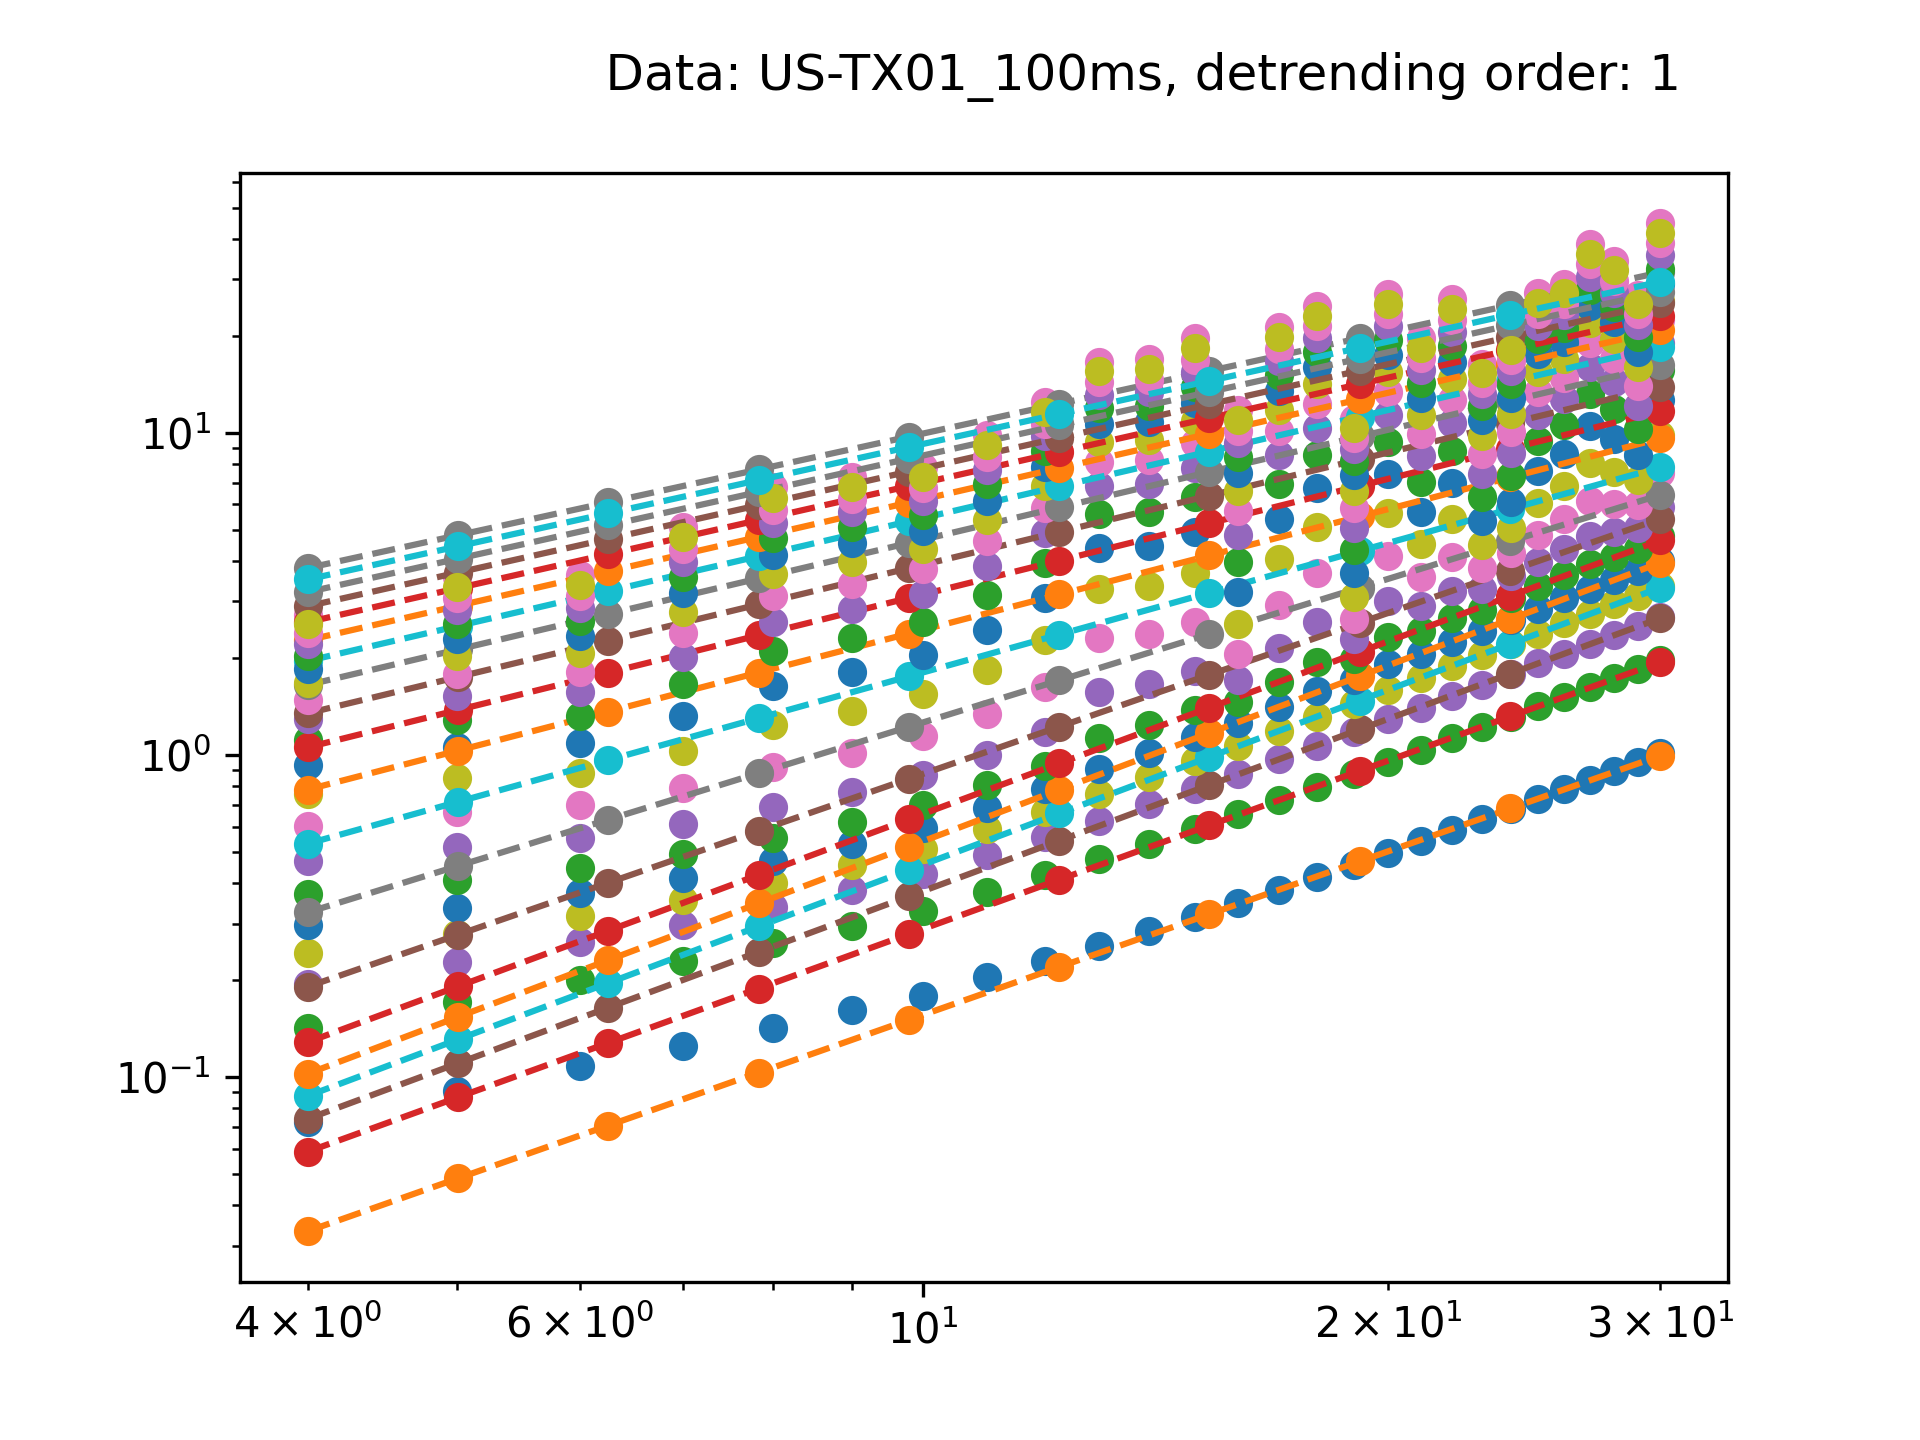 Data: US-TX01_100ms, detrending order: 1
10¹
10⁰
10⁻¹
4 × 10⁰ 6 × 10⁰ 10¹ 2 × 10¹ 3 × 10¹